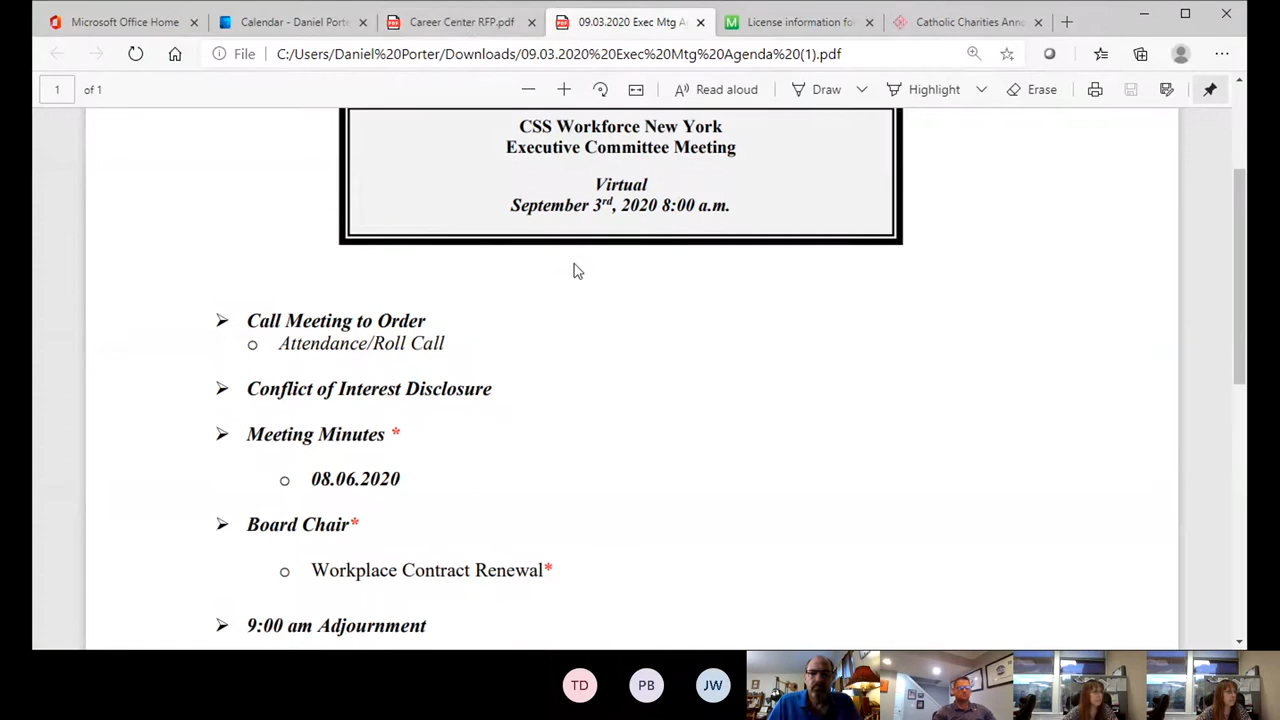 Microsoft Office Home
Calendar - Daniel Porte
Career Center RFP.pdf
09.03.2020 Exec Mtg A
License information fo
Catholic Charities Ann
File
C:/Users/Daniel%20Porter/Downloads/09.03.2020%20Exec%20Mtg%20Agenda%20(1).pdf
1 of 1
Read aloud
Draw
Highlight
Erase
CSS Workforce New York
Executive Committee Meeting
Virtual
September 3rd, 2020 8:00 a.m.
Call Meeting to Order
Attendance/Roll Call
Conflict of Interest Disclosure
Meeting Minutes *
08.06.2020
Board Chair*
Workplace Contract Renewal*
9:00 am Adjournment
TD PB JW